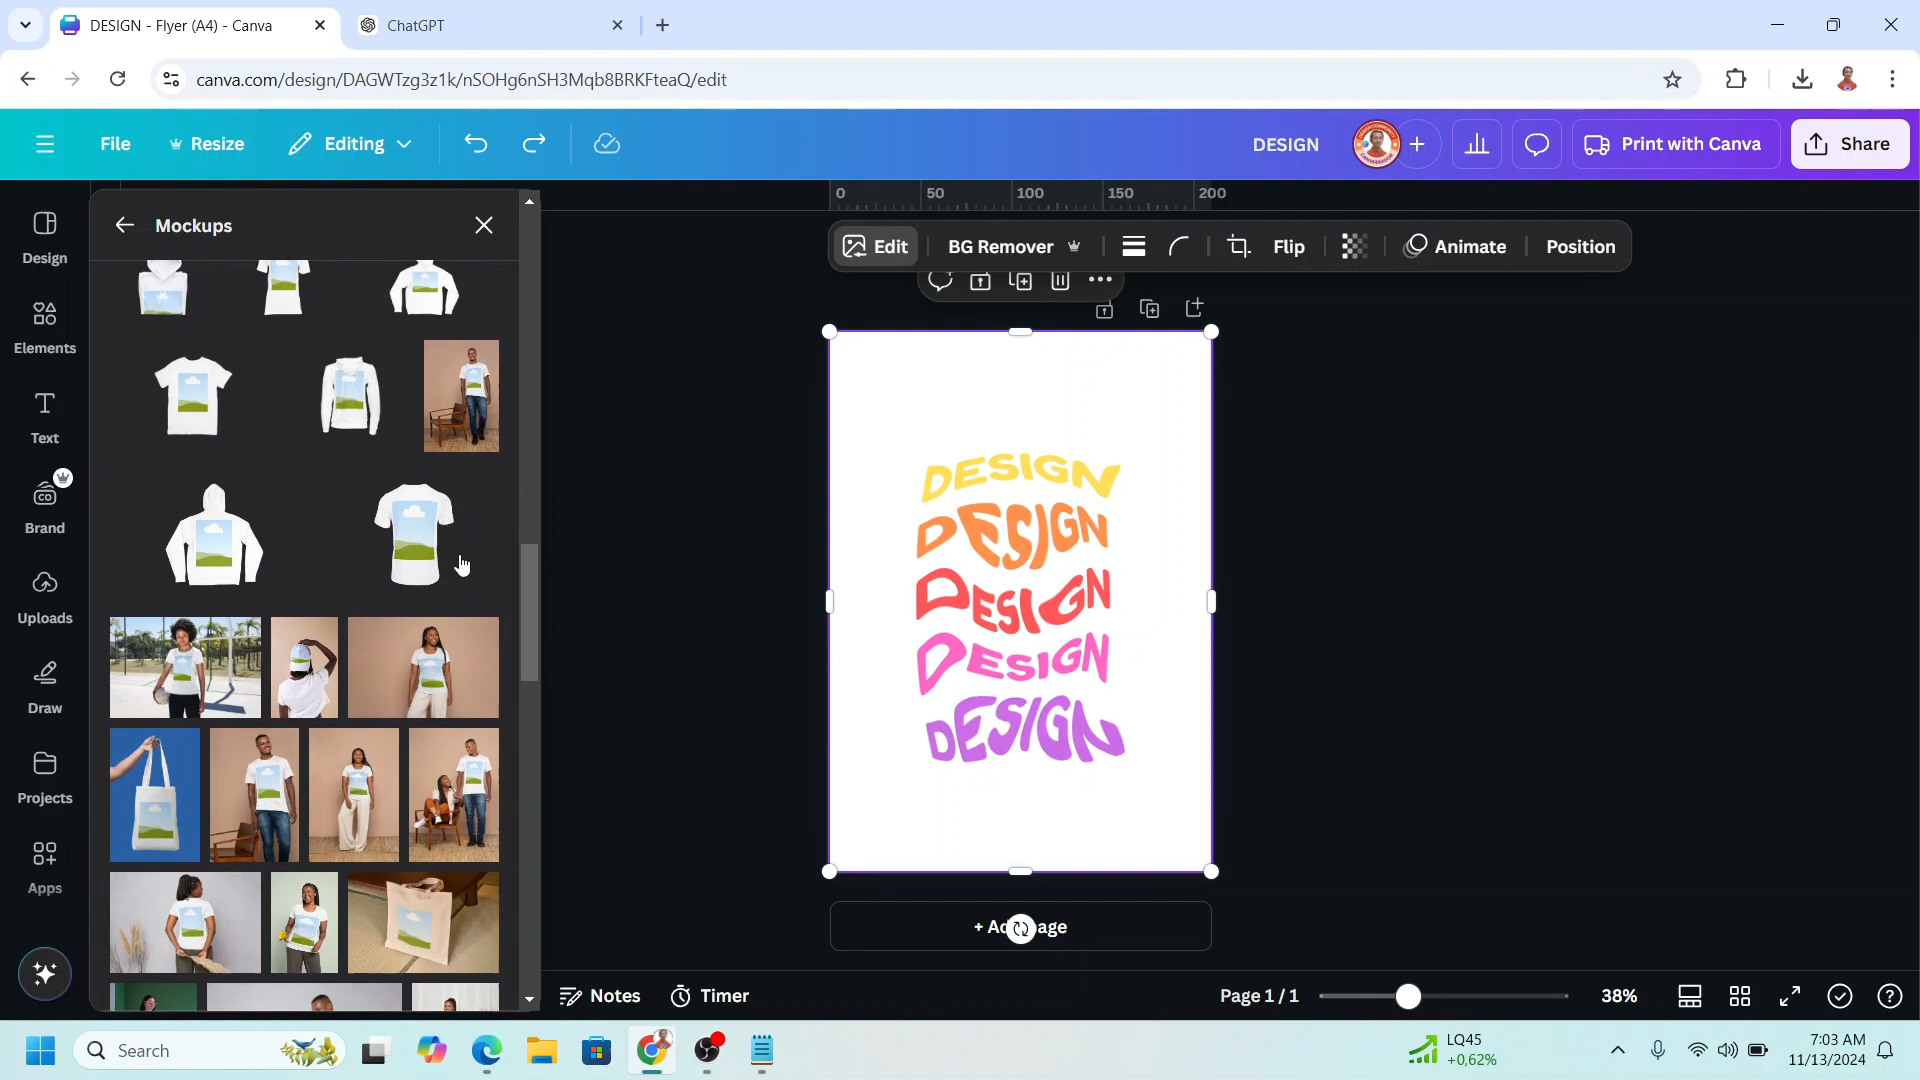 DESIGN - Flyer (A4) - Canva
ChatGPT
canva.com/design/DAGWTzg3z1k/nSOHg6nSH3Mqb8BRKFteaQ/edit
File
Resize
Editing
DESIGN
Print with Canva
Share
Design
Elements
Text
Brand
Uploads
Draw
Projects
Apps
Mockups
0 50 100 150 200
Edit
BG Remover
Flip
Animate
Position
DESIGN
DESIGN
DESIGN
DESIGN
DESIGN
Notes
Timer
Page 1 / 1
38%
Search
LQ45
+0,62%
7:03 AM
11/13/2024